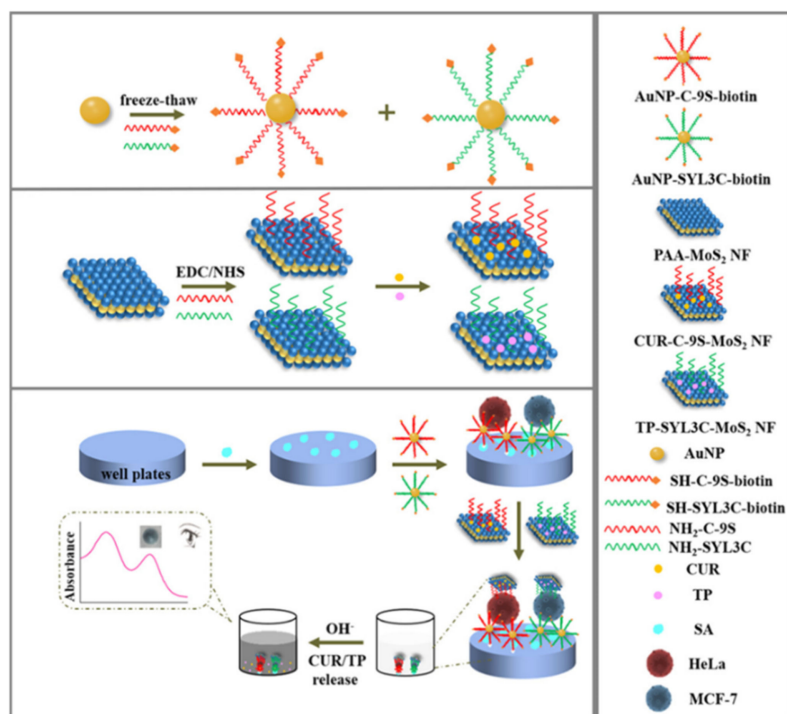 freeze-thaw
+
EDC/NHS
well plates
Absorbance
OH⁻
CUR/TP
release
AuNP-C-9S-biotin
AuNP-SYL3C-biotin
PAA-MoS₂ NF
CUR-C-9S-MoS₂ NF
TP-SYL3C-MoS₂ NF
AuNP
SH-C-9S-biotin
SH-SYL3C-biotin
NH₂-C-9S
NH₂-SYL3C
CUR
TP
SA
HeLa
MCF-7